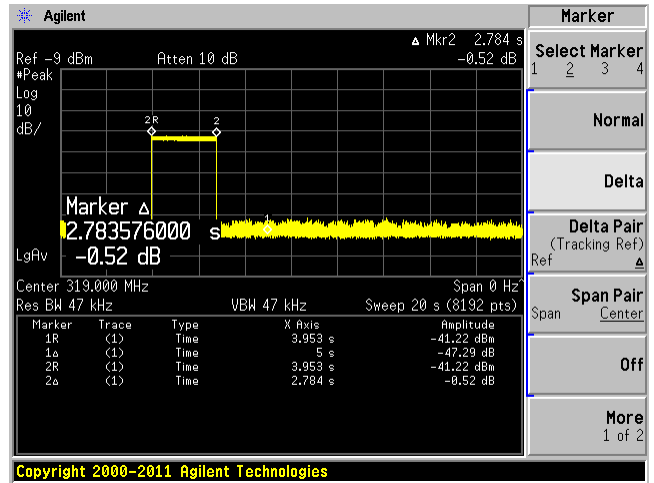 Agilent
Marker
Δ Mkr2 2.784 s
Ref -9 dBm Atten 10 dB -0.52 dB
#Peak
Log
10
dB/
2R
2
1
Marker Δ
2.783576000 s
-0.52 dB
LgAv
Center 319.000 MHz Span 0 Hz^
Res BW 47 kHz VBW 47 kHz Sweep 20 s (8192 pts)
Marker Trace Type X Axis Amplitude
1R (1) Time 3.953 s -41.22 dBm
1Δ (1) Time 5 s -47.29 dB
2R (1) Time 3.953 s -41.22 dBm
2Δ (1) Time 2.784 s -0.52 dB
Select Marker
1 2 3 4
Normal
Delta
Delta Pair
(Tracking Ref)
Ref Δ
Span Pair
Span Center
Off
More
1 of 2
Copyright 2000-2011 Agilent Technologies